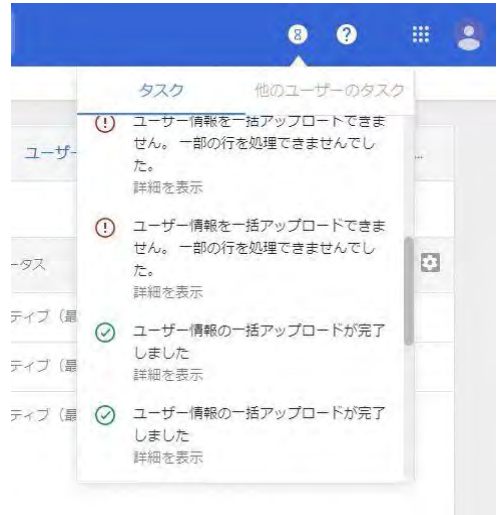 タスク
他のユーザーのタスク
ユーザー情報を一括アップロードできま
せん。 一部の行を処理できませんでし
た。
詳細を表示
ユーザー情報を一括アップロードできま
せん。 一部の行を処理できませんでし
た。
詳細を表示
ユーザー情報の一括アップロードが完了
しました
詳細を表示
ユーザー情報の一括アップロードが完了
しました
詳細を表示
ユーザー
...
ータス
ティブ（最
ティブ（最
ティブ（最